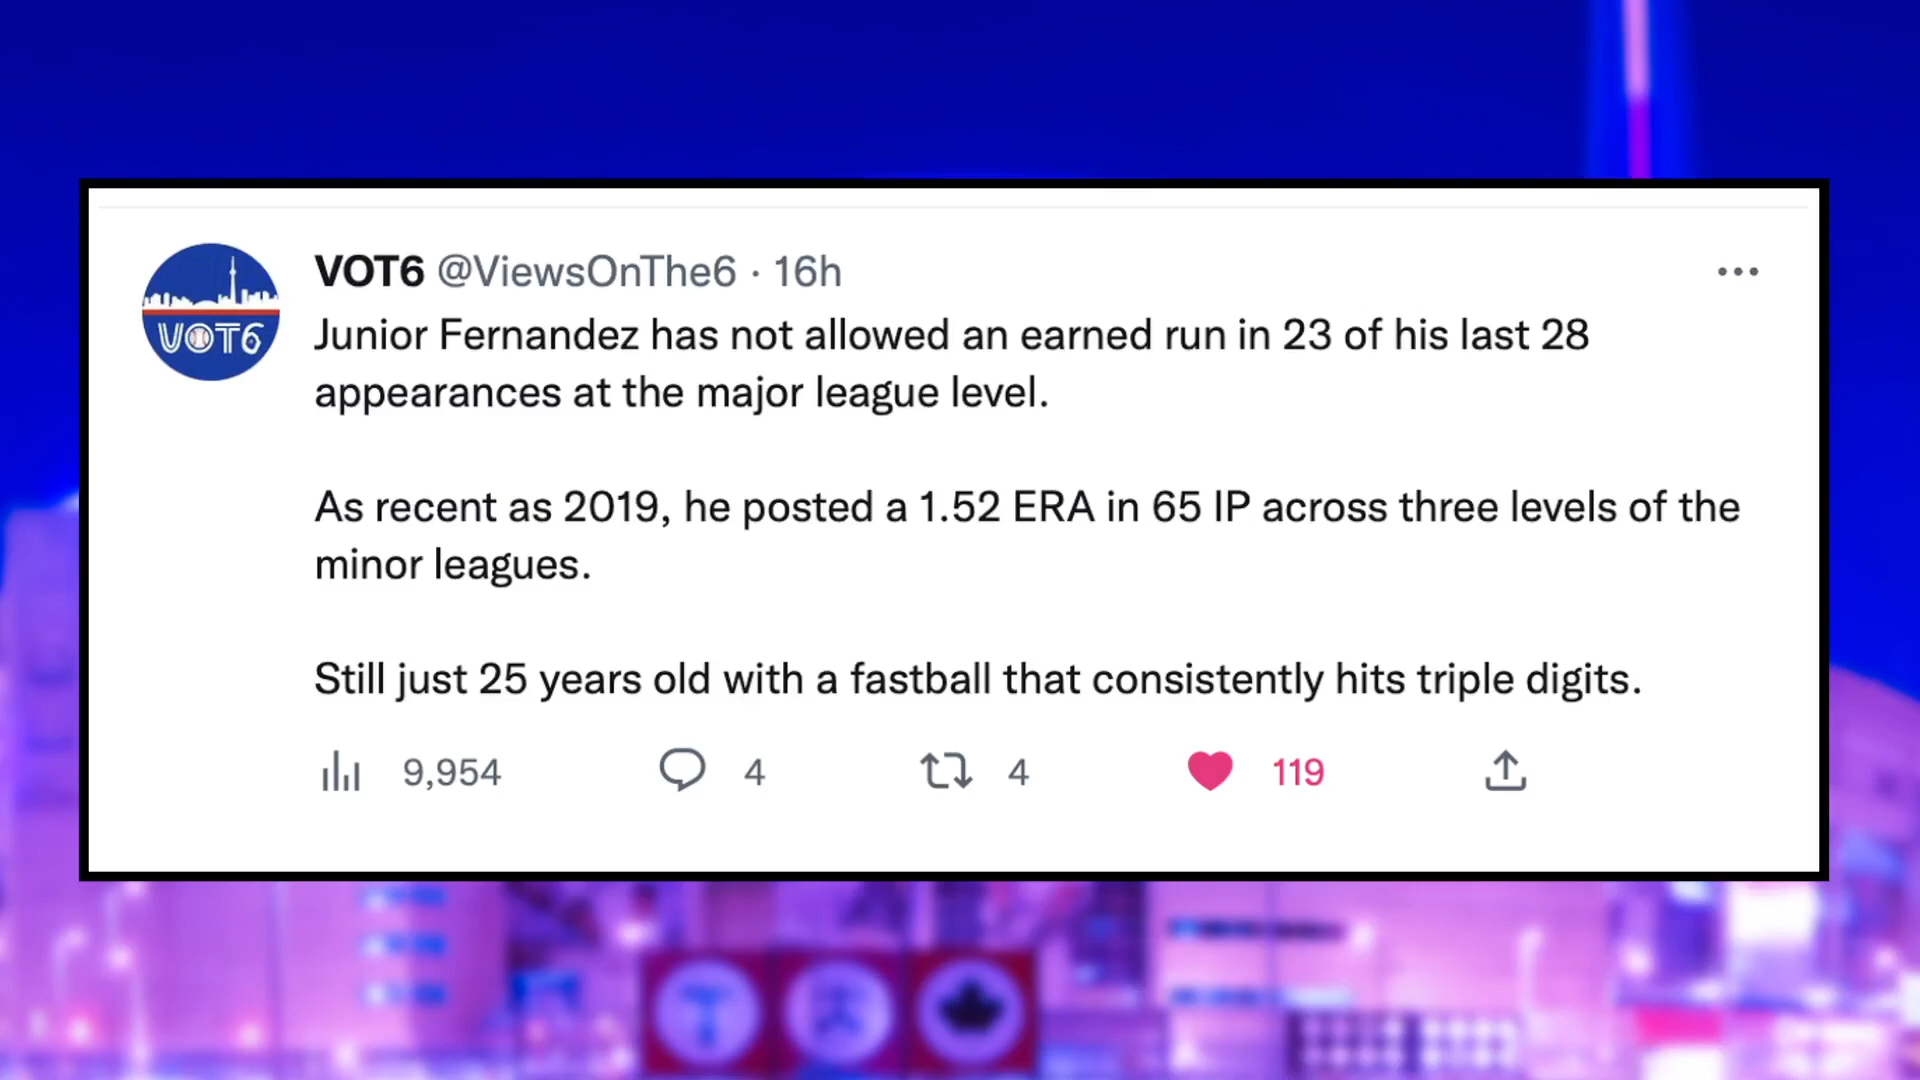 VOT6 @ViewsOnThe6 · 16h
VOT6
Junior Fernandez has not allowed an earned run in 23 of his last 28
appearances at the major league level.
As recent as 2019, he posted a 1.52 ERA in 65 IP across three levels of the
minor leagues.
Still just 25 years old with a fastball that consistently hits triple digits.
9,954 4 4 119